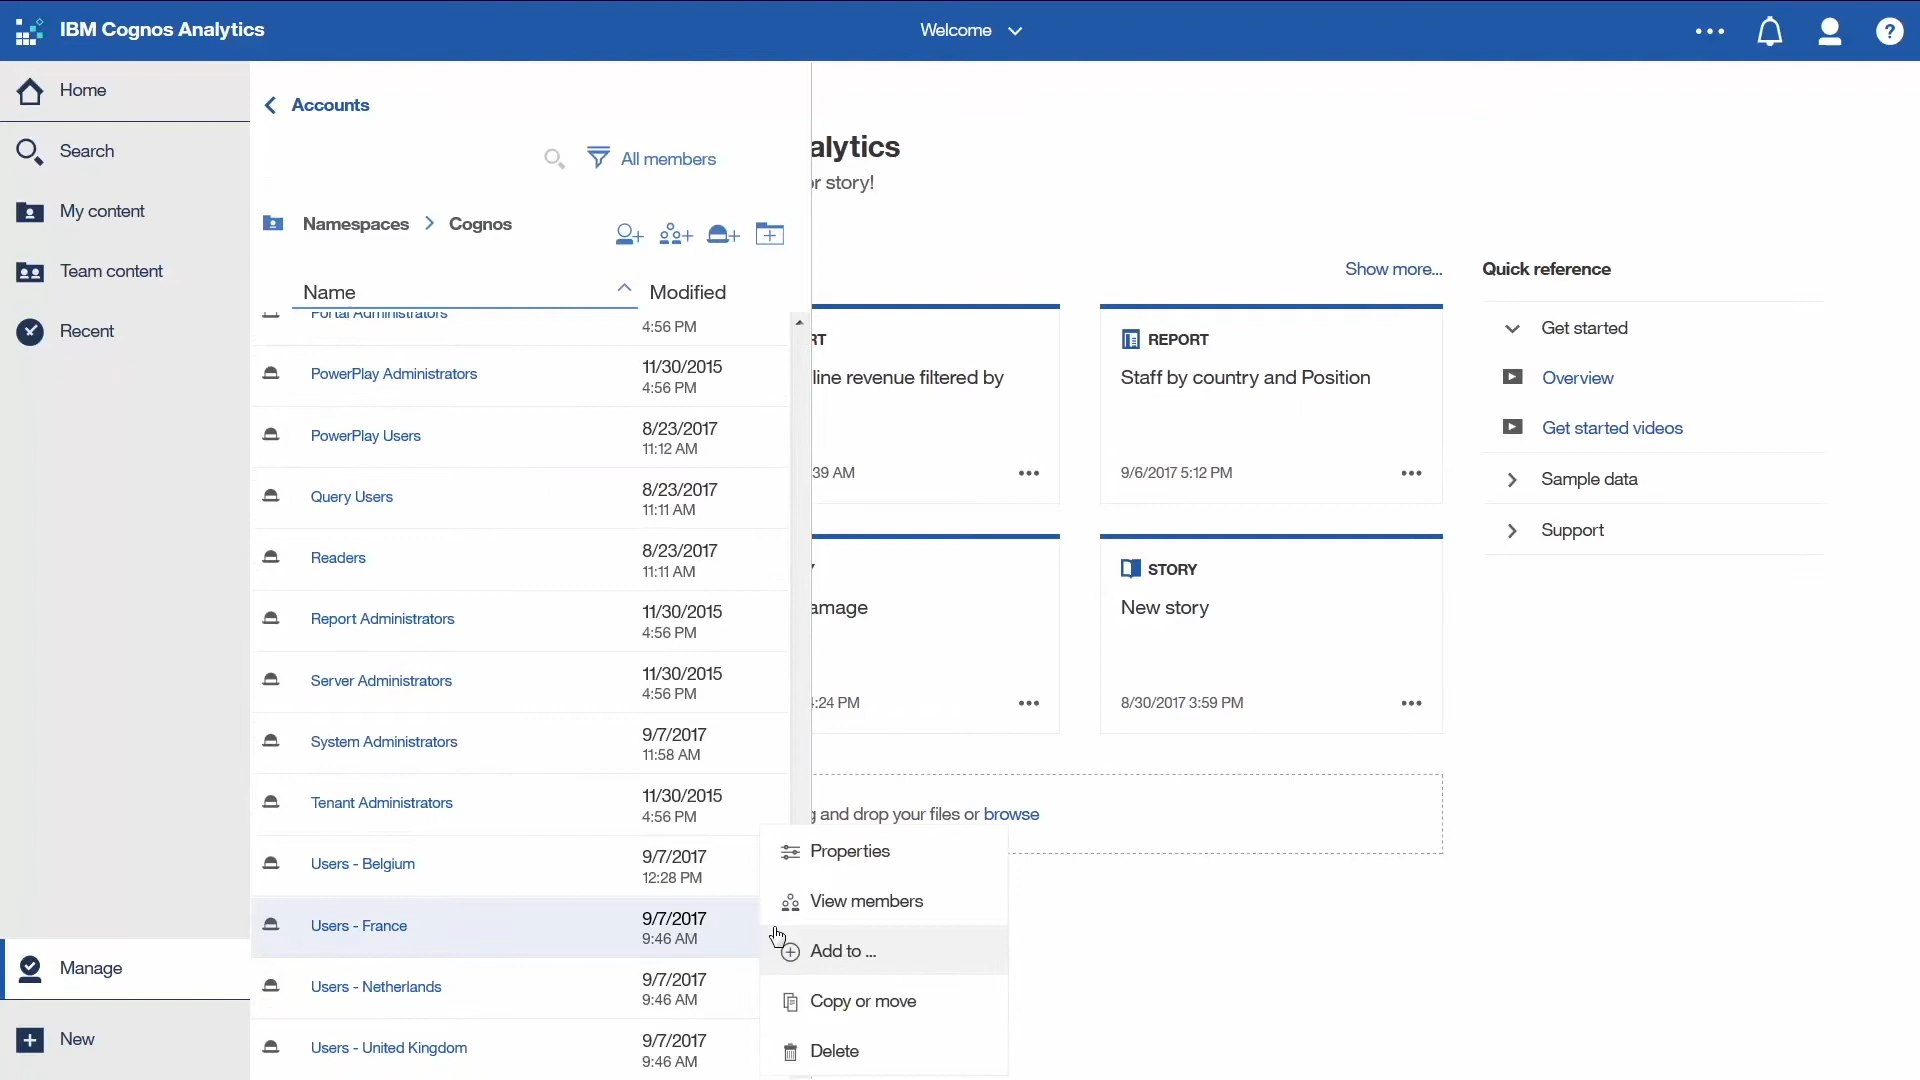 IBM Cognos Analytics
Welcome
?
Home
Search
My content
Team content
Recent
Manage
New
Accounts
All members
Namespaces > Cognos
Name
Modified
Portal Administrators
4:56 PM
PowerPlay Administrators
11/30/2015
4:56 PM
PowerPlay Users
8/23/2017
11:12 AM
Query Users
8/23/2017
11:11 AM
Readers
8/23/2017
11:11 AM
Report Administrators
11/30/2015
4:56 PM
Server Administrators
11/30/2015
4:56 PM
System Administrators
9/7/2017
11:58 AM
Tenant Administrators
11/30/2015
4:56 PM
Users - Belgium
9/7/2017
12:28 PM
Users - France
9/7/2017
9:46 AM
Users - Netherlands
9/7/2017
9:46 AM
Users - United Kingdom
9/7/2017
9:46 AM
Properties
View members
Add to ...
Copy or move
Delete
alytics
or story!
Show more...
RT
line revenue filtered by
39 AM
REPORT
Staff by country and Position
9/6/2017 5:12 PM
amage
:24 PM
STORY
New story
8/30/2017 3:59 PM
g and drop your files or browse
Quick reference
Get started
Overview
Get started videos
Sample data
Support